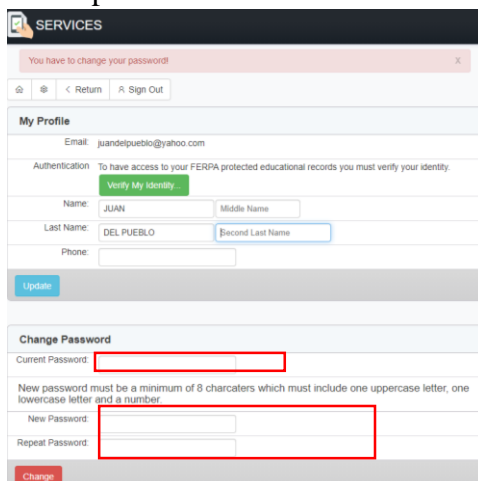 SERVICES
You have to change your password! X
< Return Sign Out
My Profile
Email: juandelpueblo@yahoo.com
Authentication To have access to your FERPA protected educational records you must verify your identity.
Verify My Identity...
Name: JUAN Middle Name
Last Name: DEL PUEBLO Second Last Name
Phone:
Update
Change Password
Current Password:
New password must be a minimum of 8 charcaters which must include one uppercase letter, one
lowercase letter and a number.
New Password:
Repeat Password:
Change